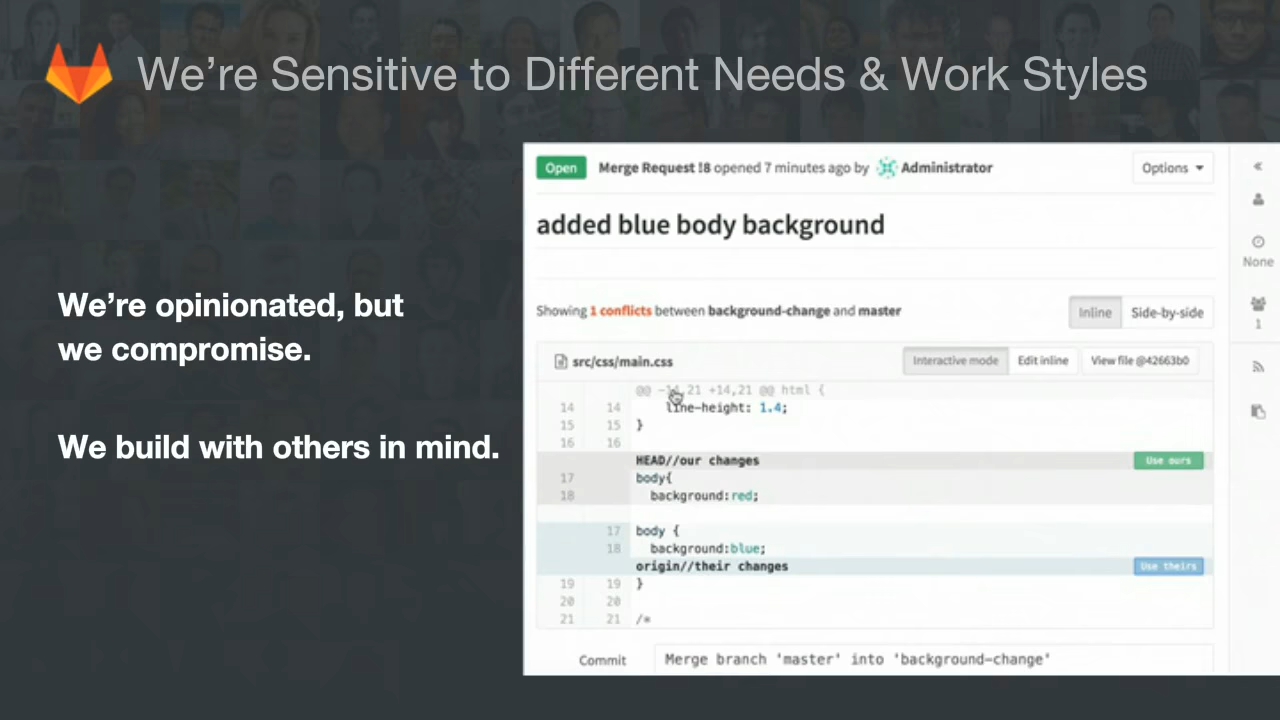 We’re Sensitive to Different Needs & Work Styles
We’re opinionated, but
we compromise.
We build with others in mind.
Open Merge Request !8 opened 7 minutes ago by Administrator Options
added blue body background
None
1
Showing 1 conflicts between background-change and master Inline Side-by-side
src/css/main.css Interactive mode Edit inline View file @42663b0
@@ -14,21 +14,21 @@ html {
14 14 line-height: 1.4;
15 15 }
16 16
HEAD//our changes Use ours
17 body{
18 background:red;
17 body {
18 background:blue;
origin//their changes Use theirs
19 19 }
20 20
21 21 /*
Commit Merge branch 'master' into 'background-change'